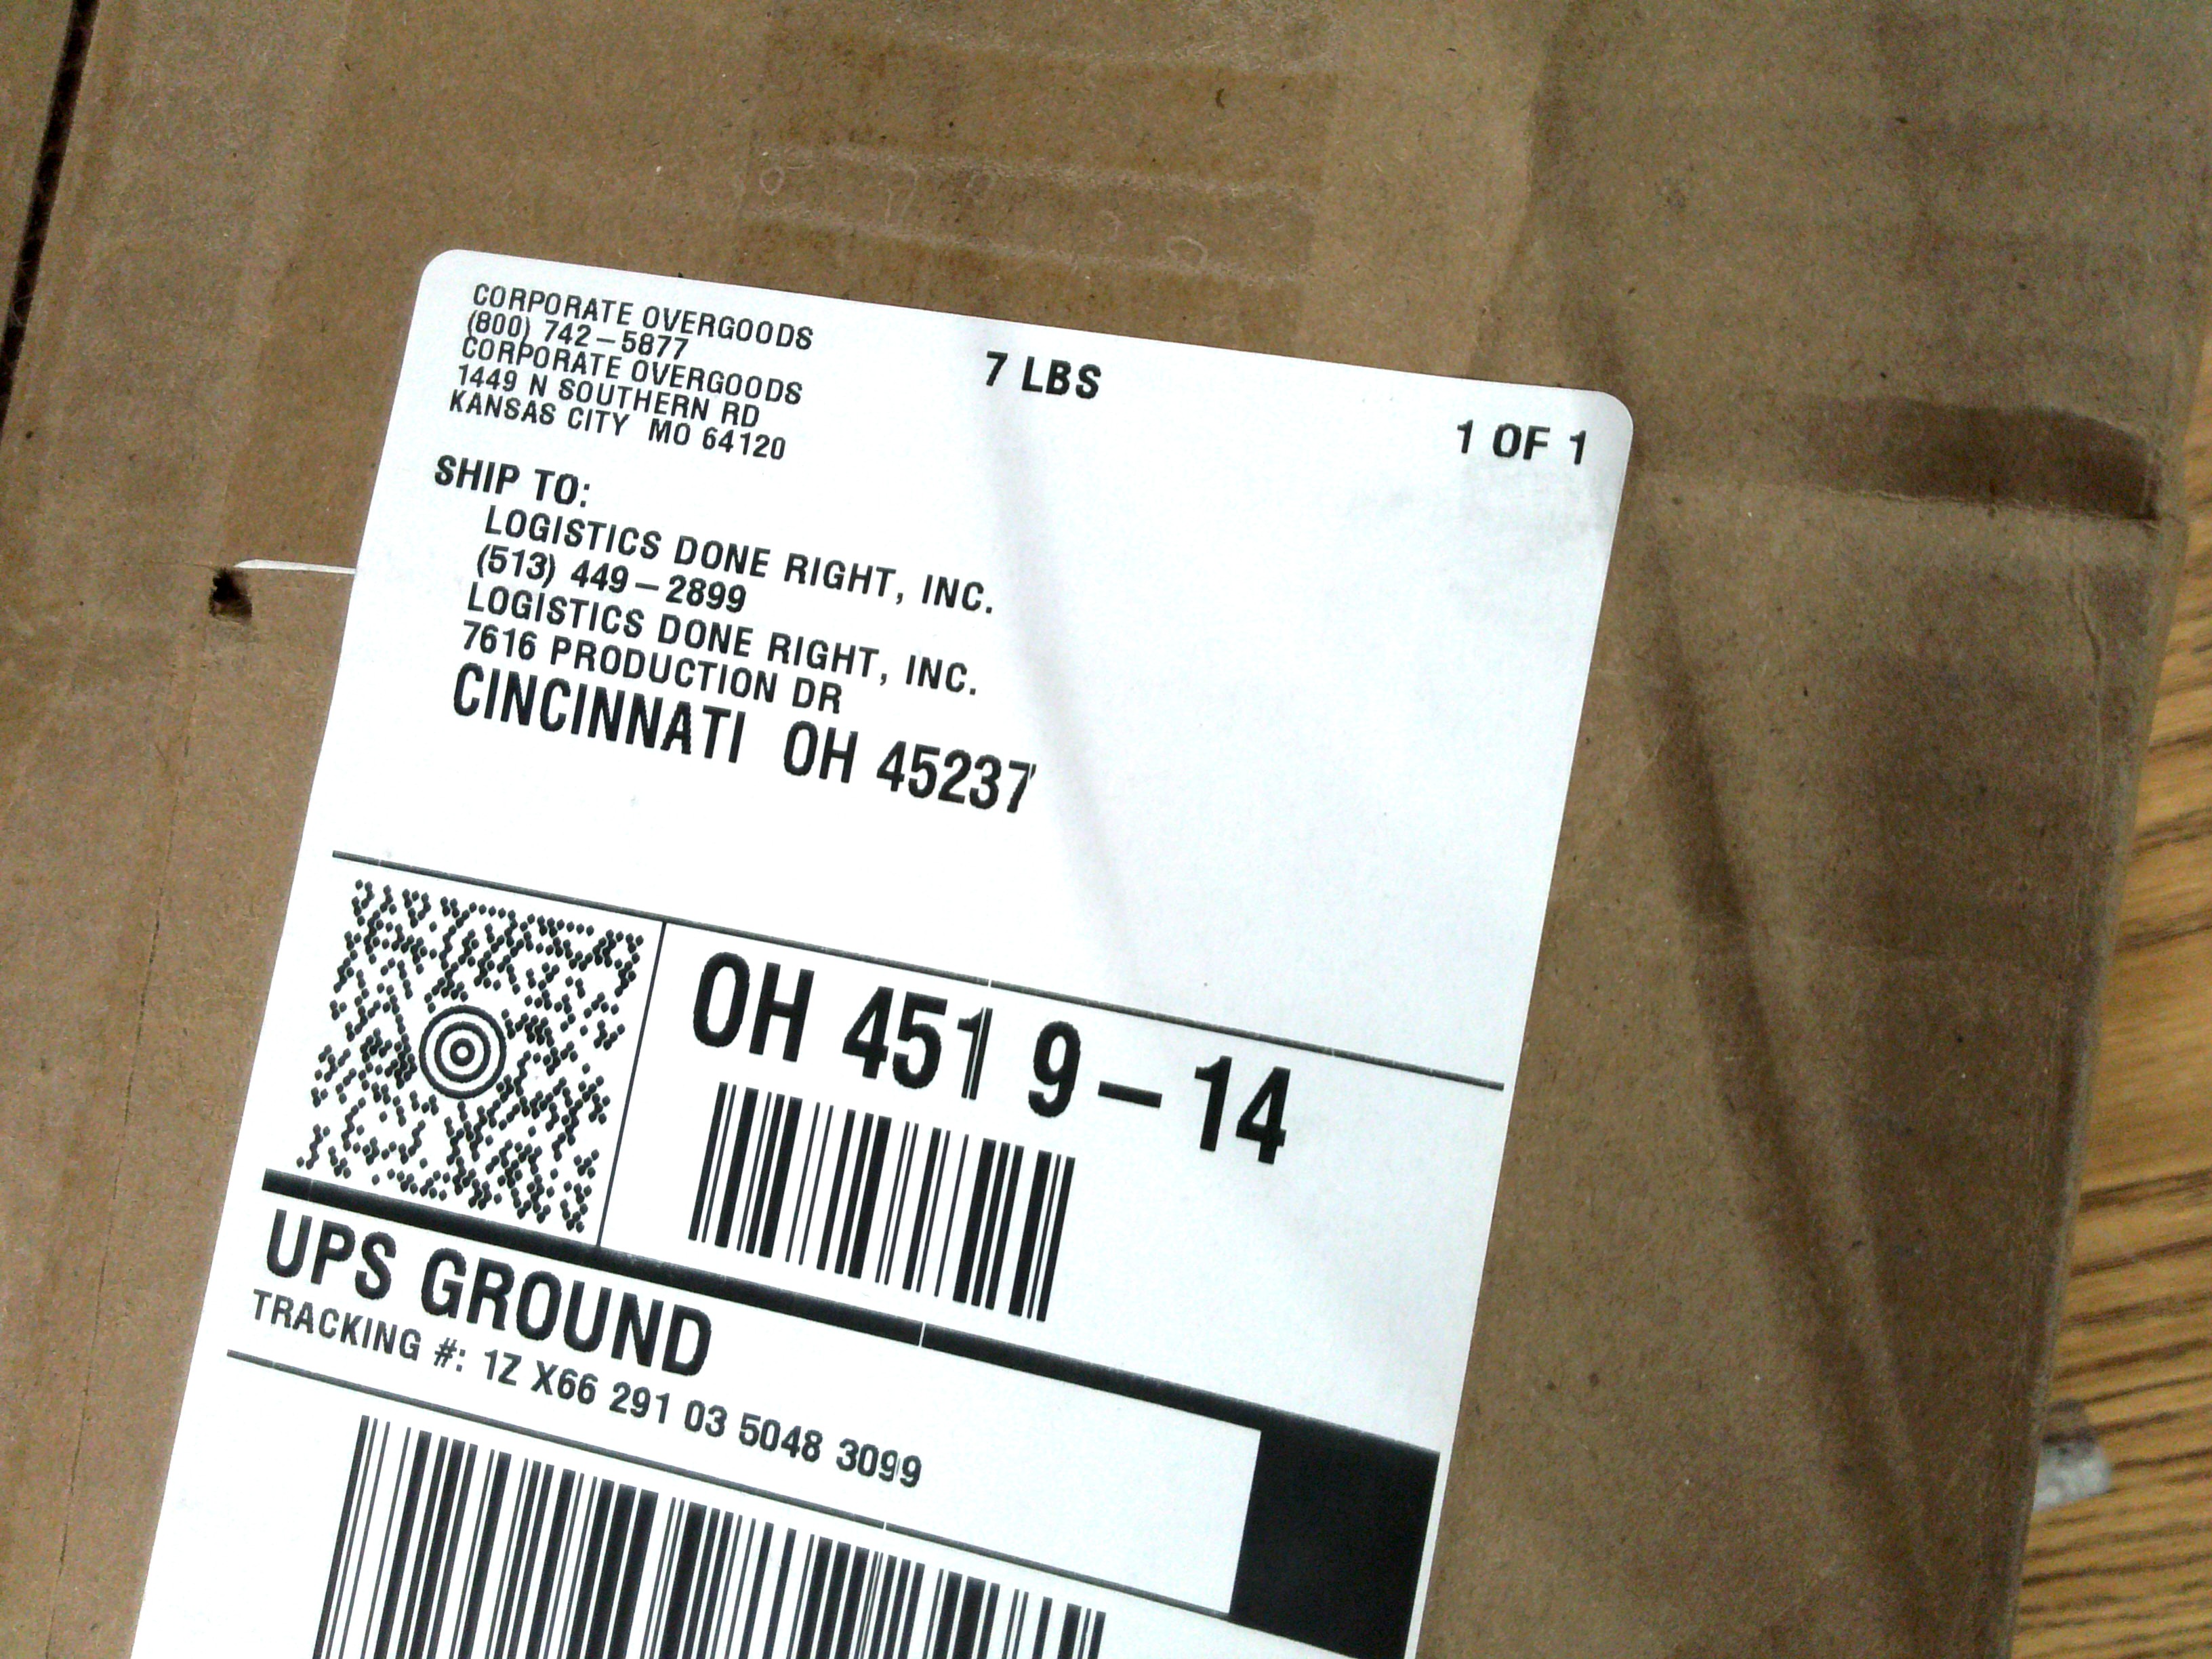 CORPORATE OVERGOODS
(800) 742-5877
CORPORATE OVERGOODS
1449 N SOUTHERN RD
KANSAS CITY MO 64120
7 LBS
1 OF 1
SHIP TO:
LOGISTICS DONE RIGHT, INC.
(513) 449-2899
LOGISTICS DONE RIGHT, INC.
7616 PRODUCTION DR
CINCINNATI OH 45237
OH 451 9-14
UPS GROUND
TRACKING #: 1Z X66 291 03 5048 3099